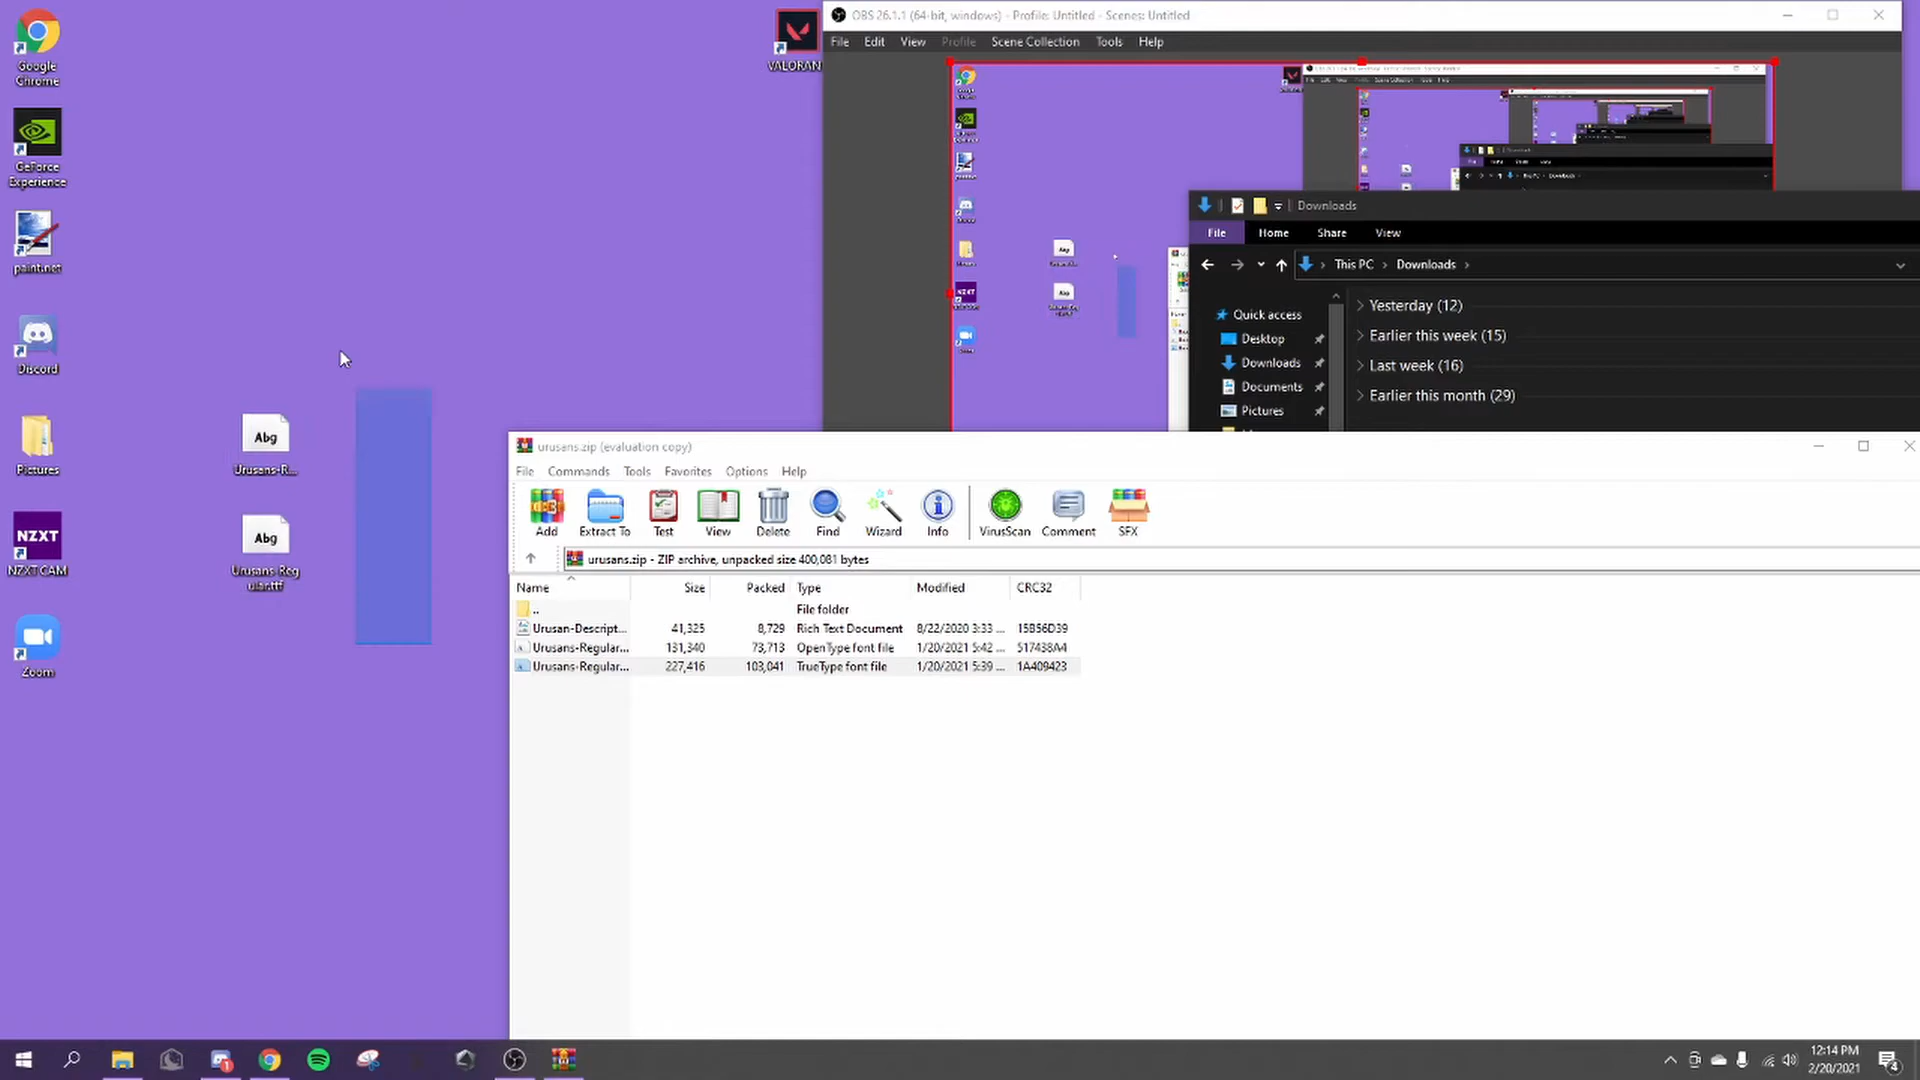 Google
Chrome
GeForce
Experience
paint.net
Discord
Pictures
NZXT
NZXT CAM
Zoom
Abg
Urusans-R...
Abg
Urusans-Reg
ular.ttf
VALORAN
OBS 26.1.1 (64-bit, windows) - Profile: Untitled - Scenes: Untitled
File Edit View Profile Scene Collection Tools Help
Downloads
File Home Share View
This PC Downloads
Quick access
Desktop
Downloads
Documents
Pictures
Yesterday (12)
Earlier this week (15)
Last week (16)
Earlier this month (29)
urusans.zip (evaluation copy)
File Commands Tools Favorites Options Help
Add Extract To Test View Delete Find Wizard Info VirusScan Comment SFX
urusans.zip - ZIP archive, unpacked size 400,081 bytes
Name Size Packed Type Modified CRC32
.. File folder
Urusan-Descript... 41,325 8,729 Rich Text Document 8/22/2020 3:33 ... 15B56D39
Urusans-Regular... 131,340 73,713 OpenType font file 1/20/2021 5:42 ... 517438A4
Urusans-Regular... 227,416 103,041 TrueType font file 1/20/2021 5:39 ... 1A409423
12:14 PM
2/20/2021